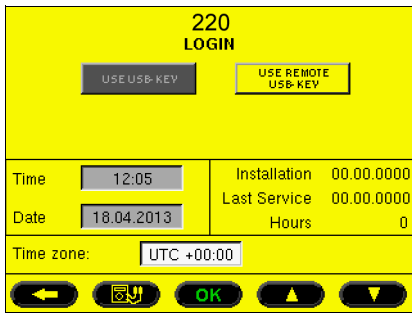 220
LOGIN
USE USB-KEY
USE REMOTE
USB-KEY
Time 12:05
Date 18.04.2013
Installation 00.00.0000
Last Service 00.00.0000
Hours 0
Time zone: UTC +00:00
OK